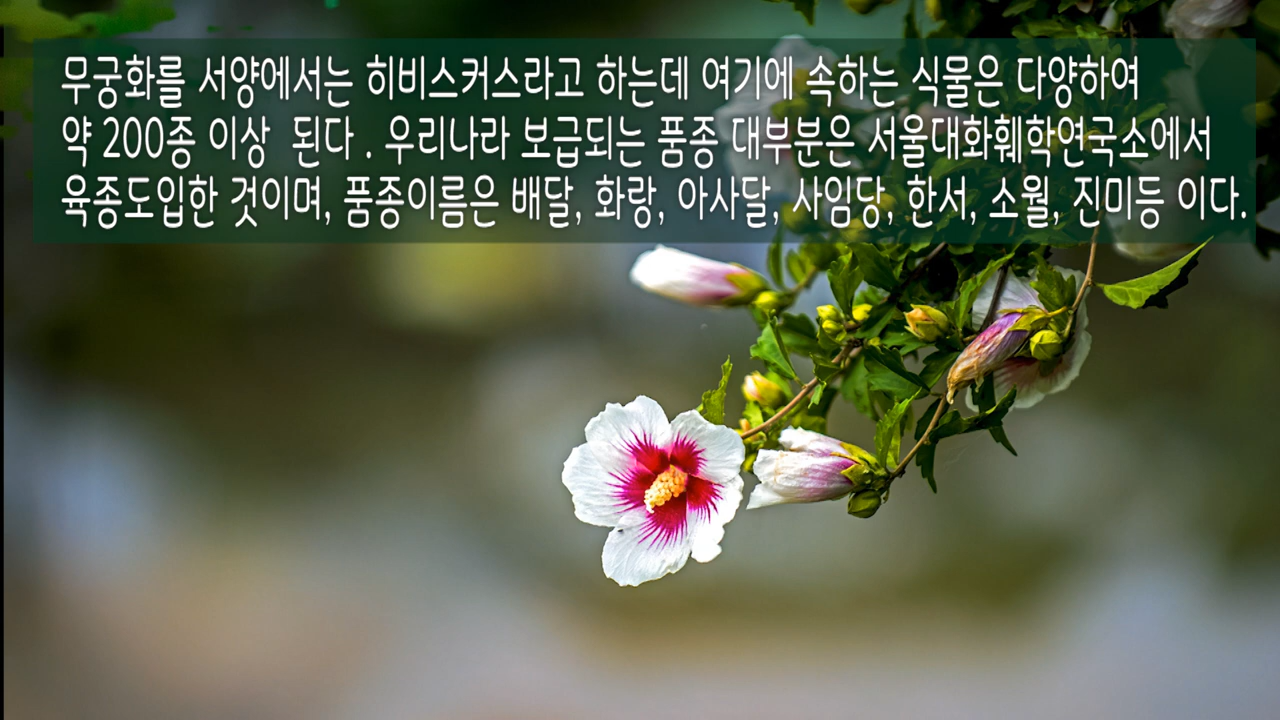 무궁화를 서양에서는 히비스커스라고 하는데 여기에 속하는 식물은 다양하여
약 200종 이상 된다 . 우리나라 보급되는 품종 대부분은 서울대화훼학연국소에서
육종도입한 것이며, 품종이름은 배달, 화랑, 아사달, 사임당, 한서, 소월, 진미등 이다.